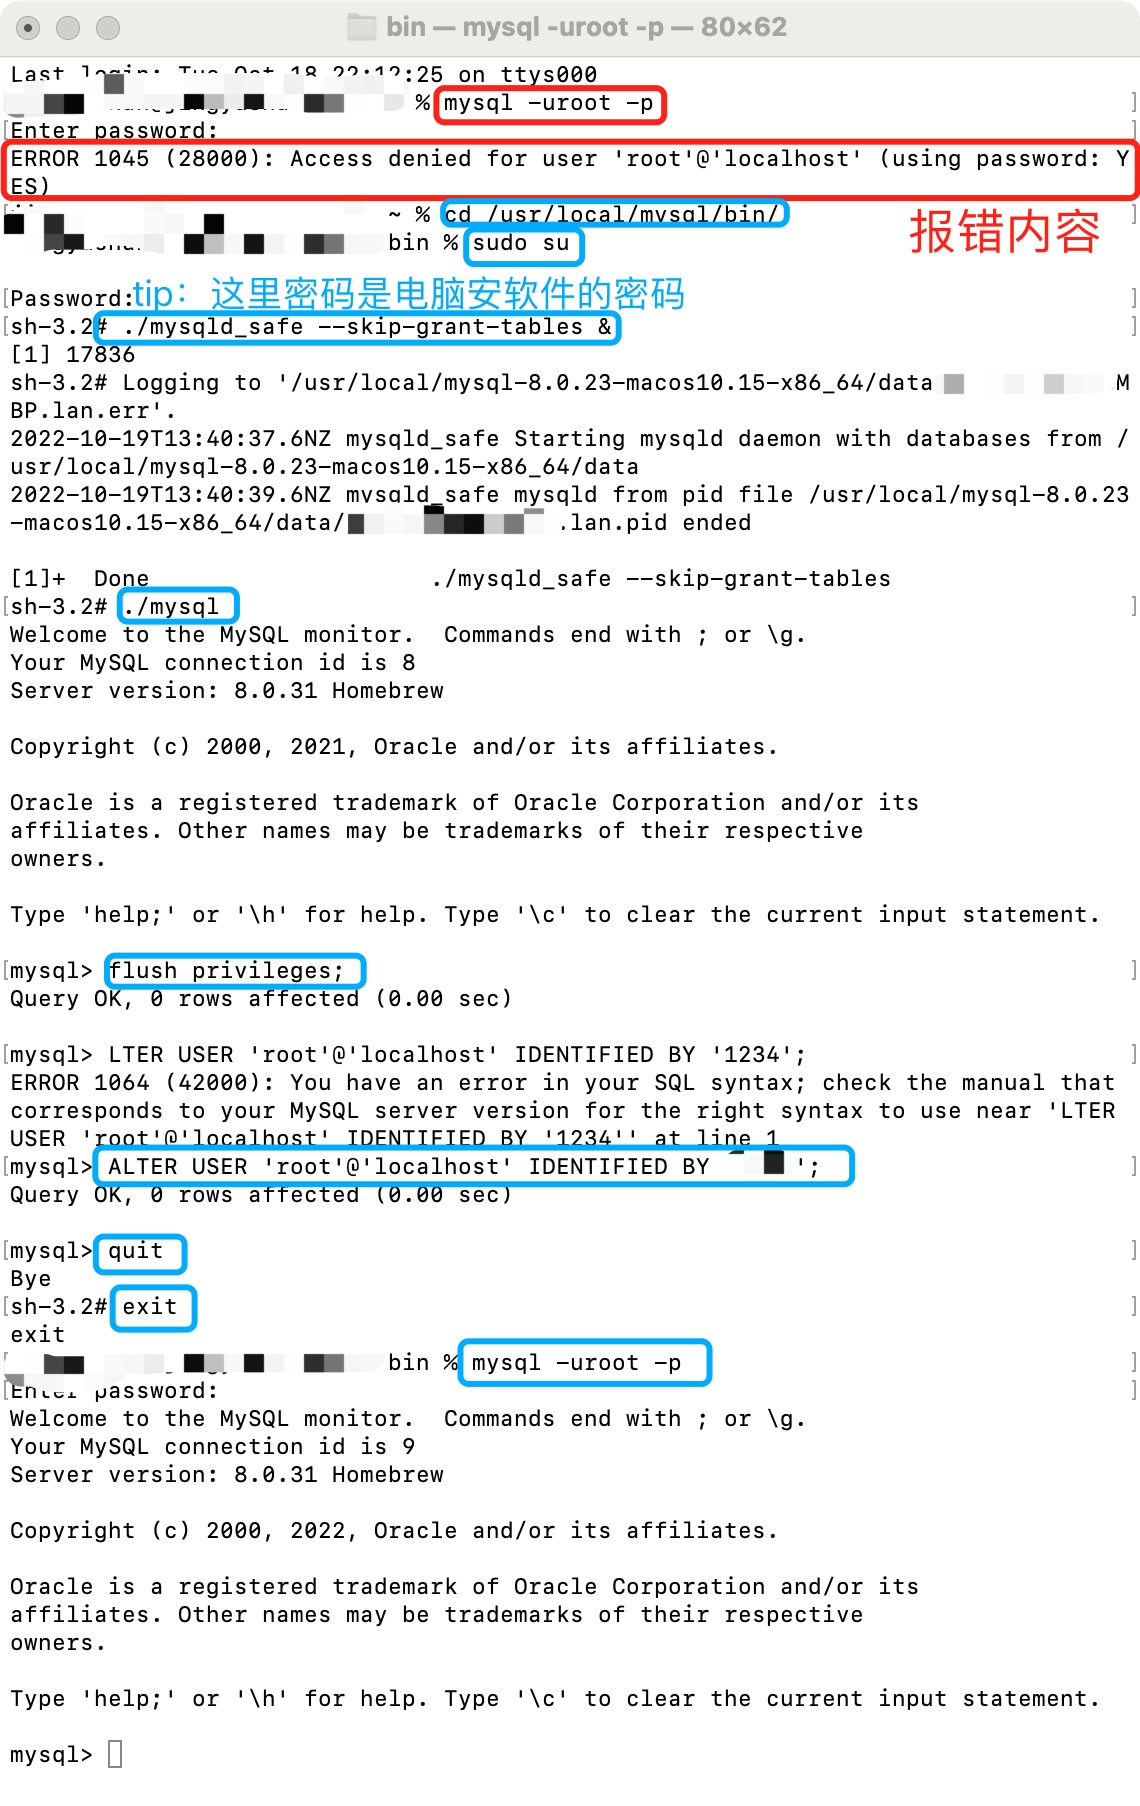 bin — mysql -uroot -p — 80×62
Last login: Tue Oct 18 22:12:25 on ttys000
% mysql -uroot -p
Enter password:
ERROR 1045 (28000): Access denied for user 'root'@'localhost' (using password: Y
ES)
~ % cd /usr/local/mysql/bin/
报错内容
bin % sudo su
Password:
tip：这里密码是电脑安软件的密码
sh-3.2# ./mysqld_safe --skip-grant-tables &
[1] 17836
sh-3.2# Logging to '/usr/local/mysql-8.0.23-macos10.15-x86_64/data M
BP.lan.err'.
2022-10-19T13:40:37.6NZ mysqld_safe Starting mysqld daemon with databases from /
usr/local/mysql-8.0.23-macos10.15-x86_64/data
2022-10-19T13:40:39.6NZ mysqld_safe mysqld from pid file /usr/local/mysql-8.0.23
-macos10.15-x86_64/data/ .lan.pid ended
[1]+  Done                    ./mysqld_safe --skip-grant-tables
sh-3.2# ./mysql
Welcome to the MySQL monitor.  Commands end with ; or \g.
Your MySQL connection id is 8
Server version: 8.0.31 Homebrew
Copyright (c) 2000, 2021, Oracle and/or its affiliates.
Oracle is a registered trademark of Oracle Corporation and/or its
affiliates. Other names may be trademarks of their respective
owners.
Type 'help;' or '\h' for help. Type '\c' to clear the current input statement.
mysql> flush privileges;
Query OK, 0 rows affected (0.00 sec)
mysql> LTER USER 'root'@'localhost' IDENTIFIED BY '1234';
ERROR 1064 (42000): You have an error in your SQL syntax; check the manual that
corresponds to your MySQL server version for the right syntax to use near 'LTER
USER 'root'@'localhost' IDENTIFIED BY '1234'' at line 1
mysql> ALTER USER 'root'@'localhost' IDENTIFIED BY ';
Query OK, 0 rows affected (0.00 sec)
mysql> quit
Bye
sh-3.2# exit
exit
bin % mysql -uroot -p
Enter password:
Welcome to the MySQL monitor.  Commands end with ; or \g.
Your MySQL connection id is 9
Server version: 8.0.31 Homebrew
Copyright (c) 2000, 2022, Oracle and/or its affiliates.
Oracle is a registered trademark of Oracle Corporation and/or its
affiliates. Other names may be trademarks of their respective
owners.
Type 'help;' or '\h' for help. Type '\c' to clear the current input statement.
mysql>